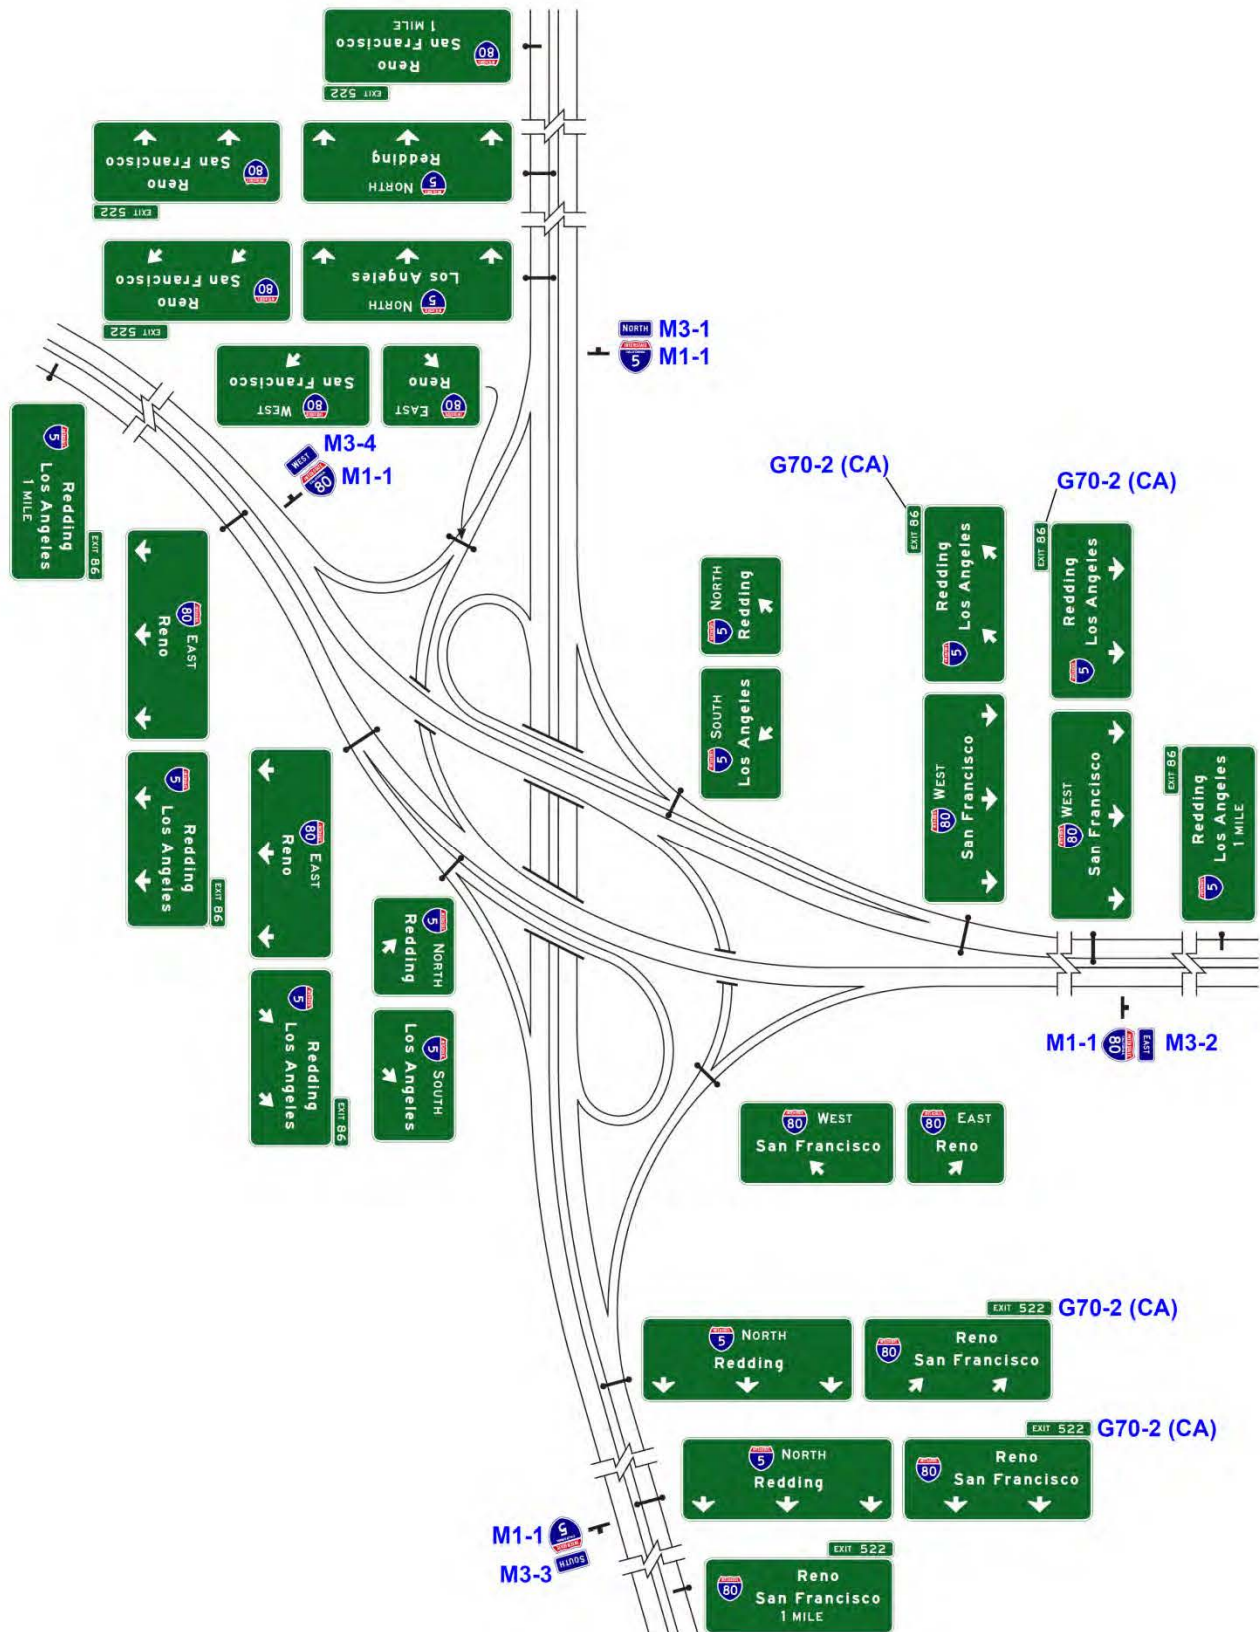 Reno
San Francisco
1 MILE
80
EXIT 522
Reno
San Francisco
80
EXIT 522
5 NORTH
Redding
Reno
San Francisco
80
EXIT 522
5 NORTH
Los Angeles
80 WEST
San Francisco
80 EAST
Reno
NORTH M3-1
5 M1-1
M3-4
WEST
80 M1-1
EXIT 86
Redding
Los Angeles
1 MILE
5
80 EAST
Reno
EXIT 86
Redding
Los Angeles
5
80 EAST
Reno
EXIT 86
Redding
Los Angeles
5
5 NORTH
Redding
5 SOUTH
Los Angeles
5 NORTH
Redding
5 SOUTH
Los Angeles
G70-2 (CA)
EXIT 86
Redding
Los Angeles
5
80 WEST
San Francisco
G70-2 (CA)
EXIT 86
Redding
Los Angeles
5
80 WEST
San Francisco
EXIT 86
Redding
Los Angeles
1 MILE
5
M1-1 80 EAST M3-2
80 WEST
San Francisco
80 EAST
Reno
EXIT 522 G70-2 (CA)
5 NORTH
Redding
Reno
80
San Francisco
EXIT 522 G70-2 (CA)
5 NORTH
Redding
Reno
80
San Francisco
M1-1 5
M3-3 SOUTH
EXIT 522
Reno
80
San Francisco
1 MILE